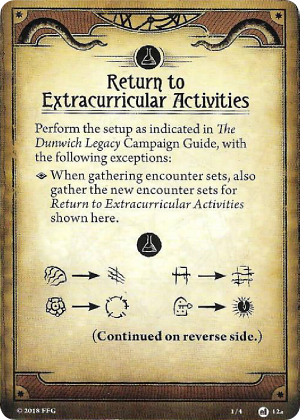 Return to
Extracurricular Activities
Perform the setup as indicated in The
Dunwich Legacy Campaign Guide, with
the following exceptions:
When gathering encounter sets, also
gather the new encounter sets for
Return to Extracurricular Activities
shown here.
(Continued on reverse side.)
© 2018 FFG
1/4
12a